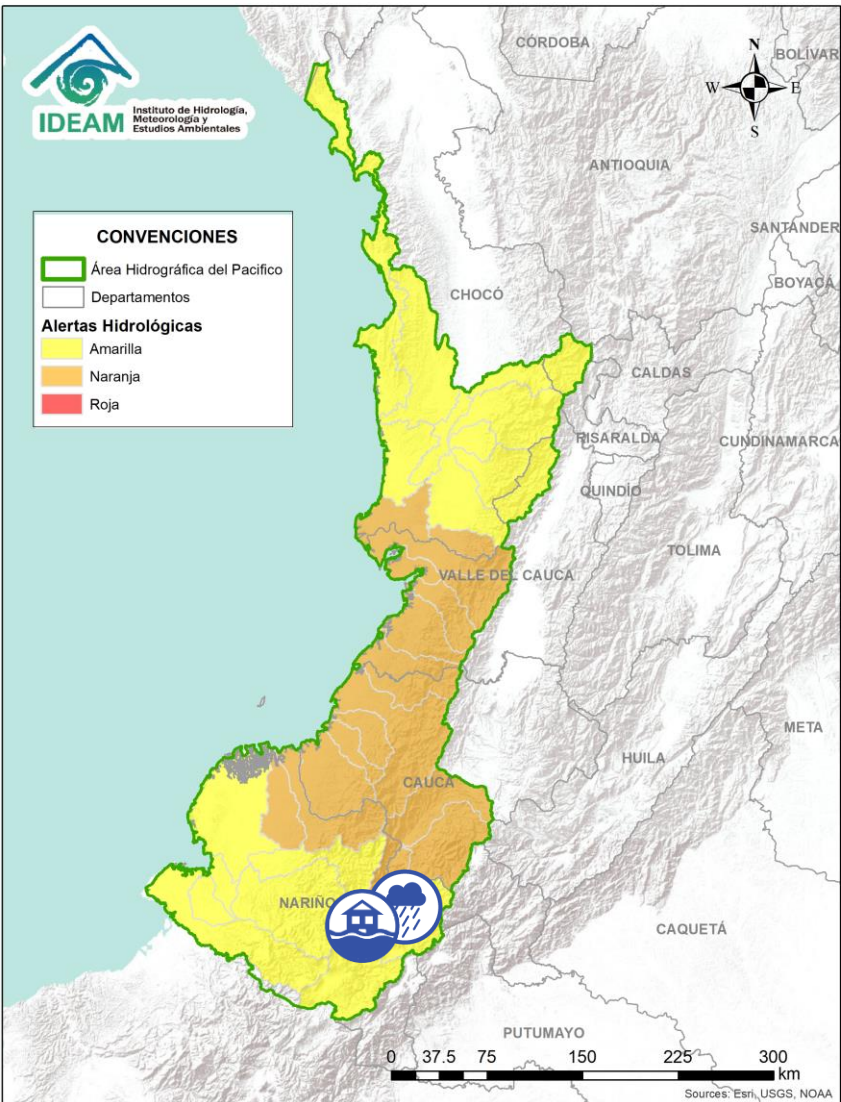 IDEAM
Instituto de Hidrología,
Meteorología y
Estudios Ambientales
N
W
E
S
CONVENCIONES
Área Hidrográfica del Pacifico
Departamentos
Alertas Hidrológicas
Amarilla
Naranja
Roja
CÓRDOBA
BOLÍVAR
ANTIOQUIA
SANTANDER
BOYACÁ
CHOCÓ
CALDAS
RISARALDA
CUNDINAMARCA
QUINDÍO
TOLIMA
VALLE DEL CAUCA
META
HUILA
CAUCA
NARIÑO
CAQUETÁ
PUTUMAYO
0 37.5 75 150 225 300
km
Sources: Esri, USGS, NOAA